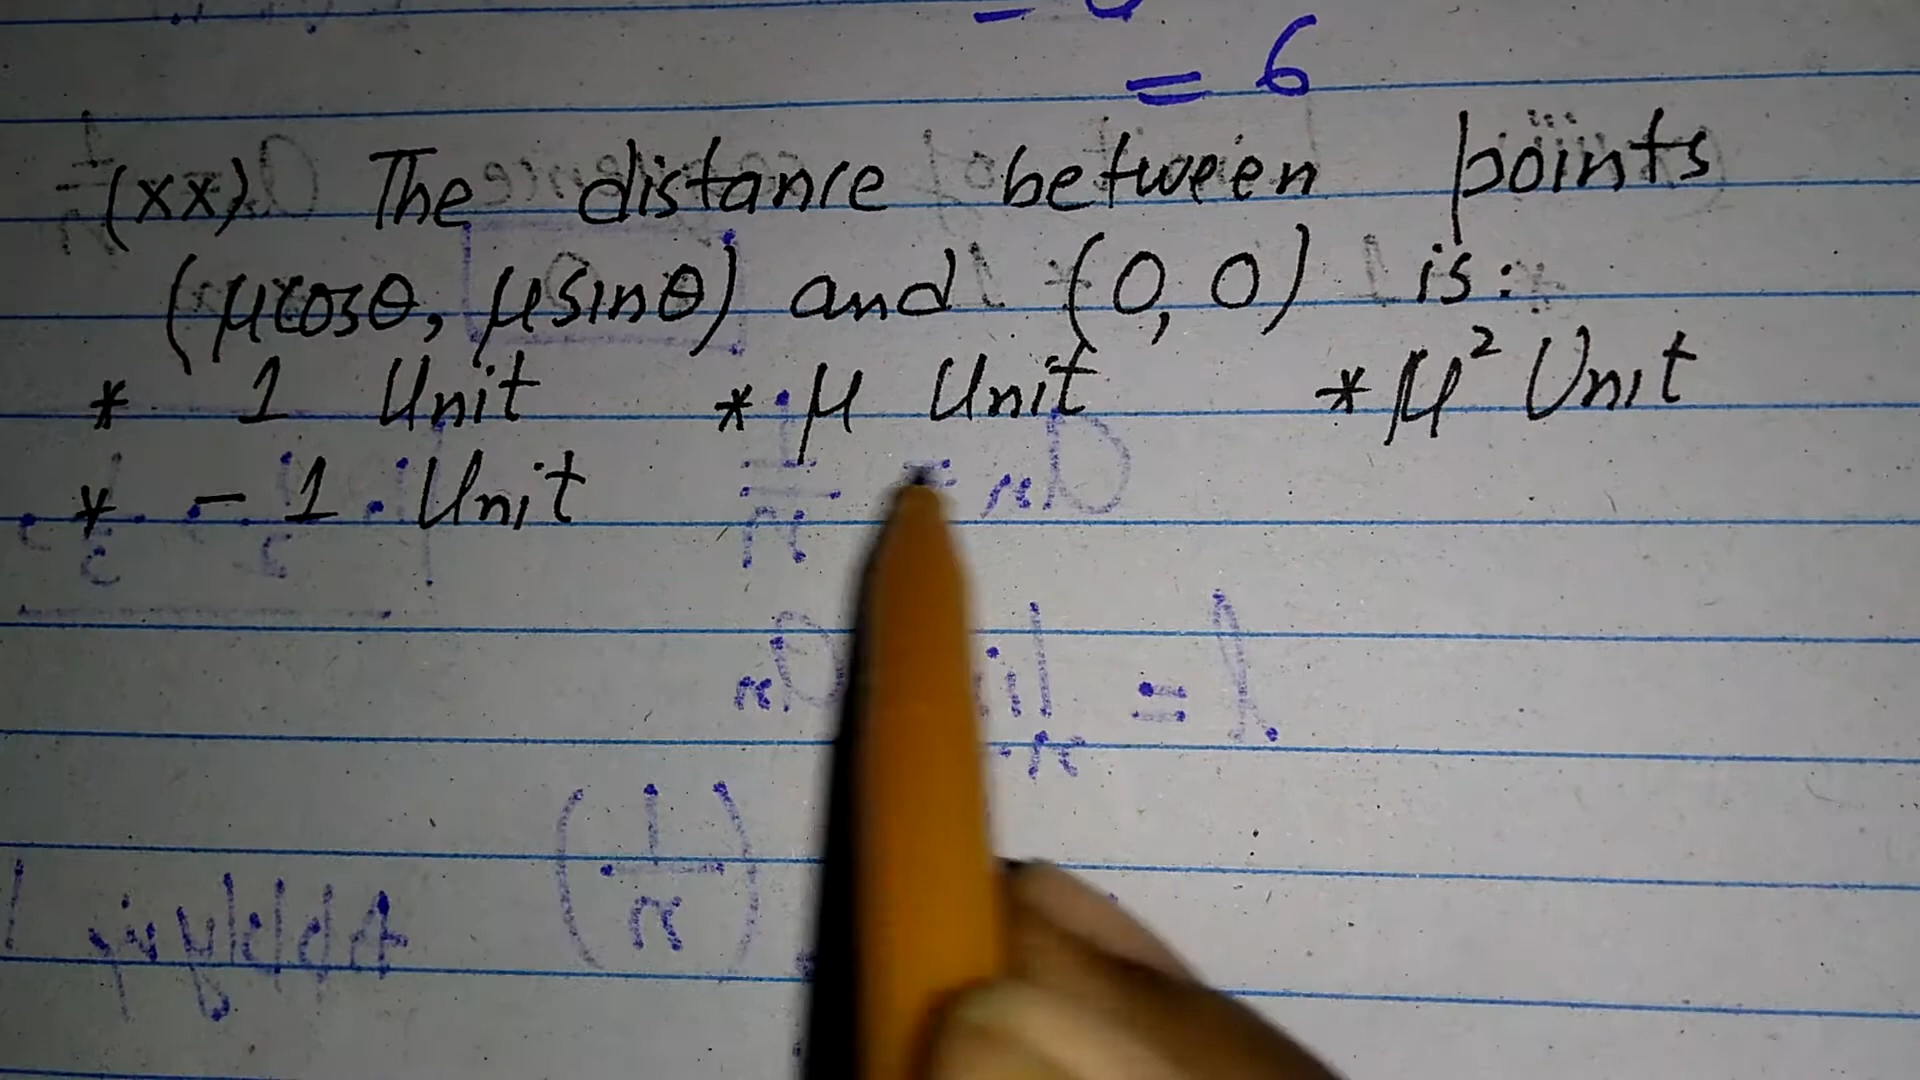 = 6
(xx) The distance between points
(μcosθ, μsinθ) and (0, 0) is:
* 1 Unit * μ Unit * μ² Unit
* - 1 Unit